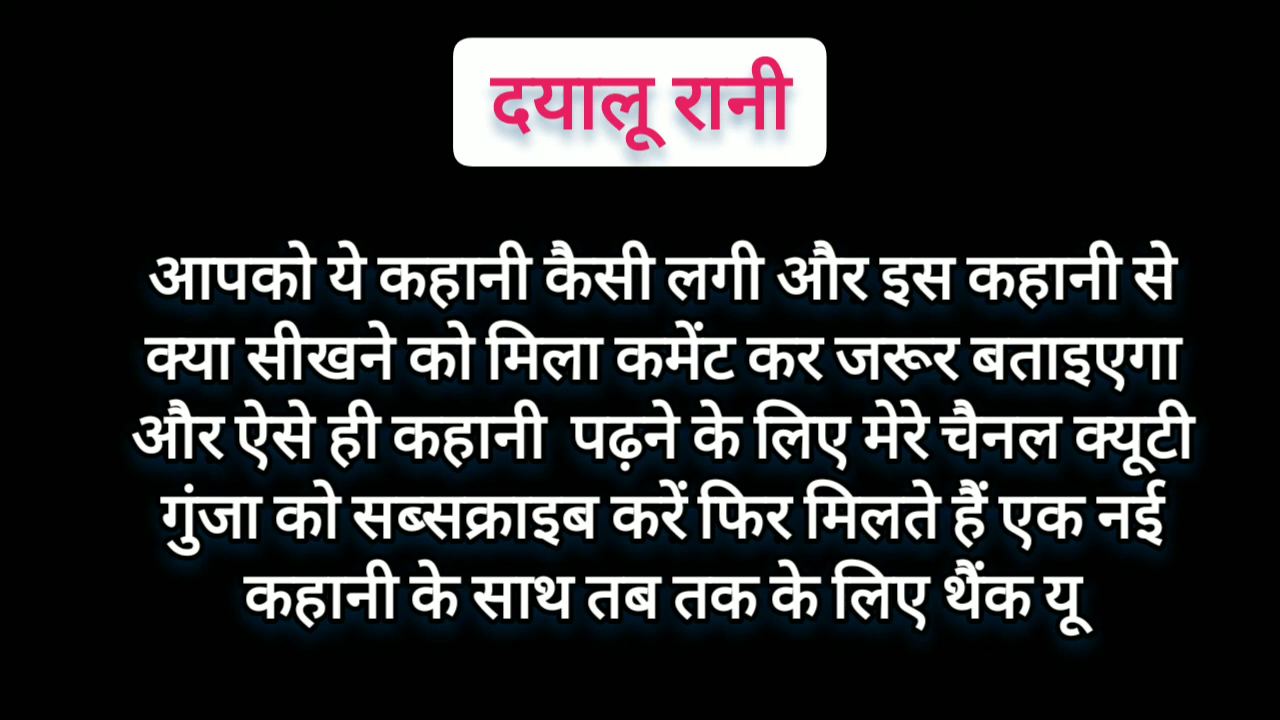 दयालू रानी
आपको ये कहानी कैसी लगी और इस कहानी से
क्या सीखने को मिला कमेंट कर जरूर बताइएगा
और ऐसे ही कहानी पढ़ने के लिए मेरे चैनल क्यूटी
गुंजा को सब्सक्राइब करें फिर मिलते हैं एक नई
कहानी के साथ तब तक के लिए थैंक यू